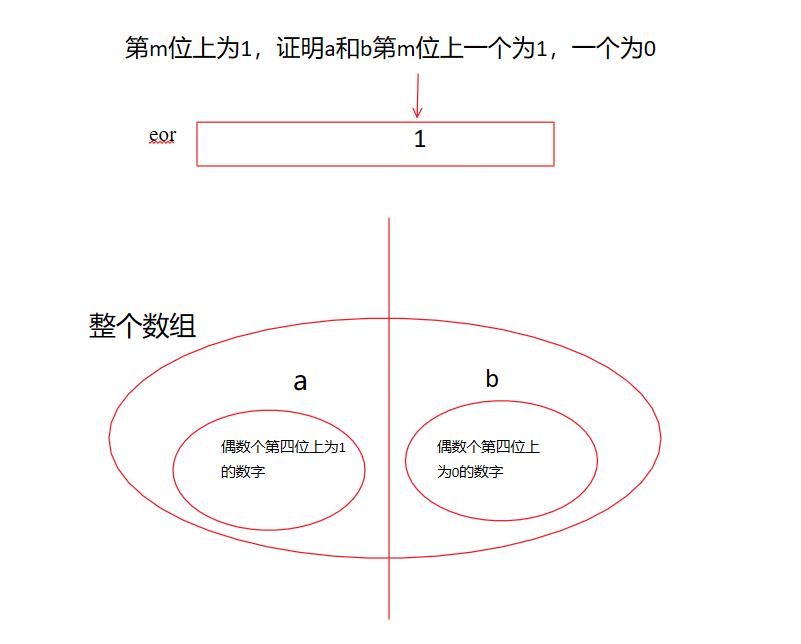 第m位上为1，证明a和b第m位上一个为1，一个为0
eor
1
整个数组
a
b
偶数个第四位上为1
的数字
偶数个第四位上
为0的数字